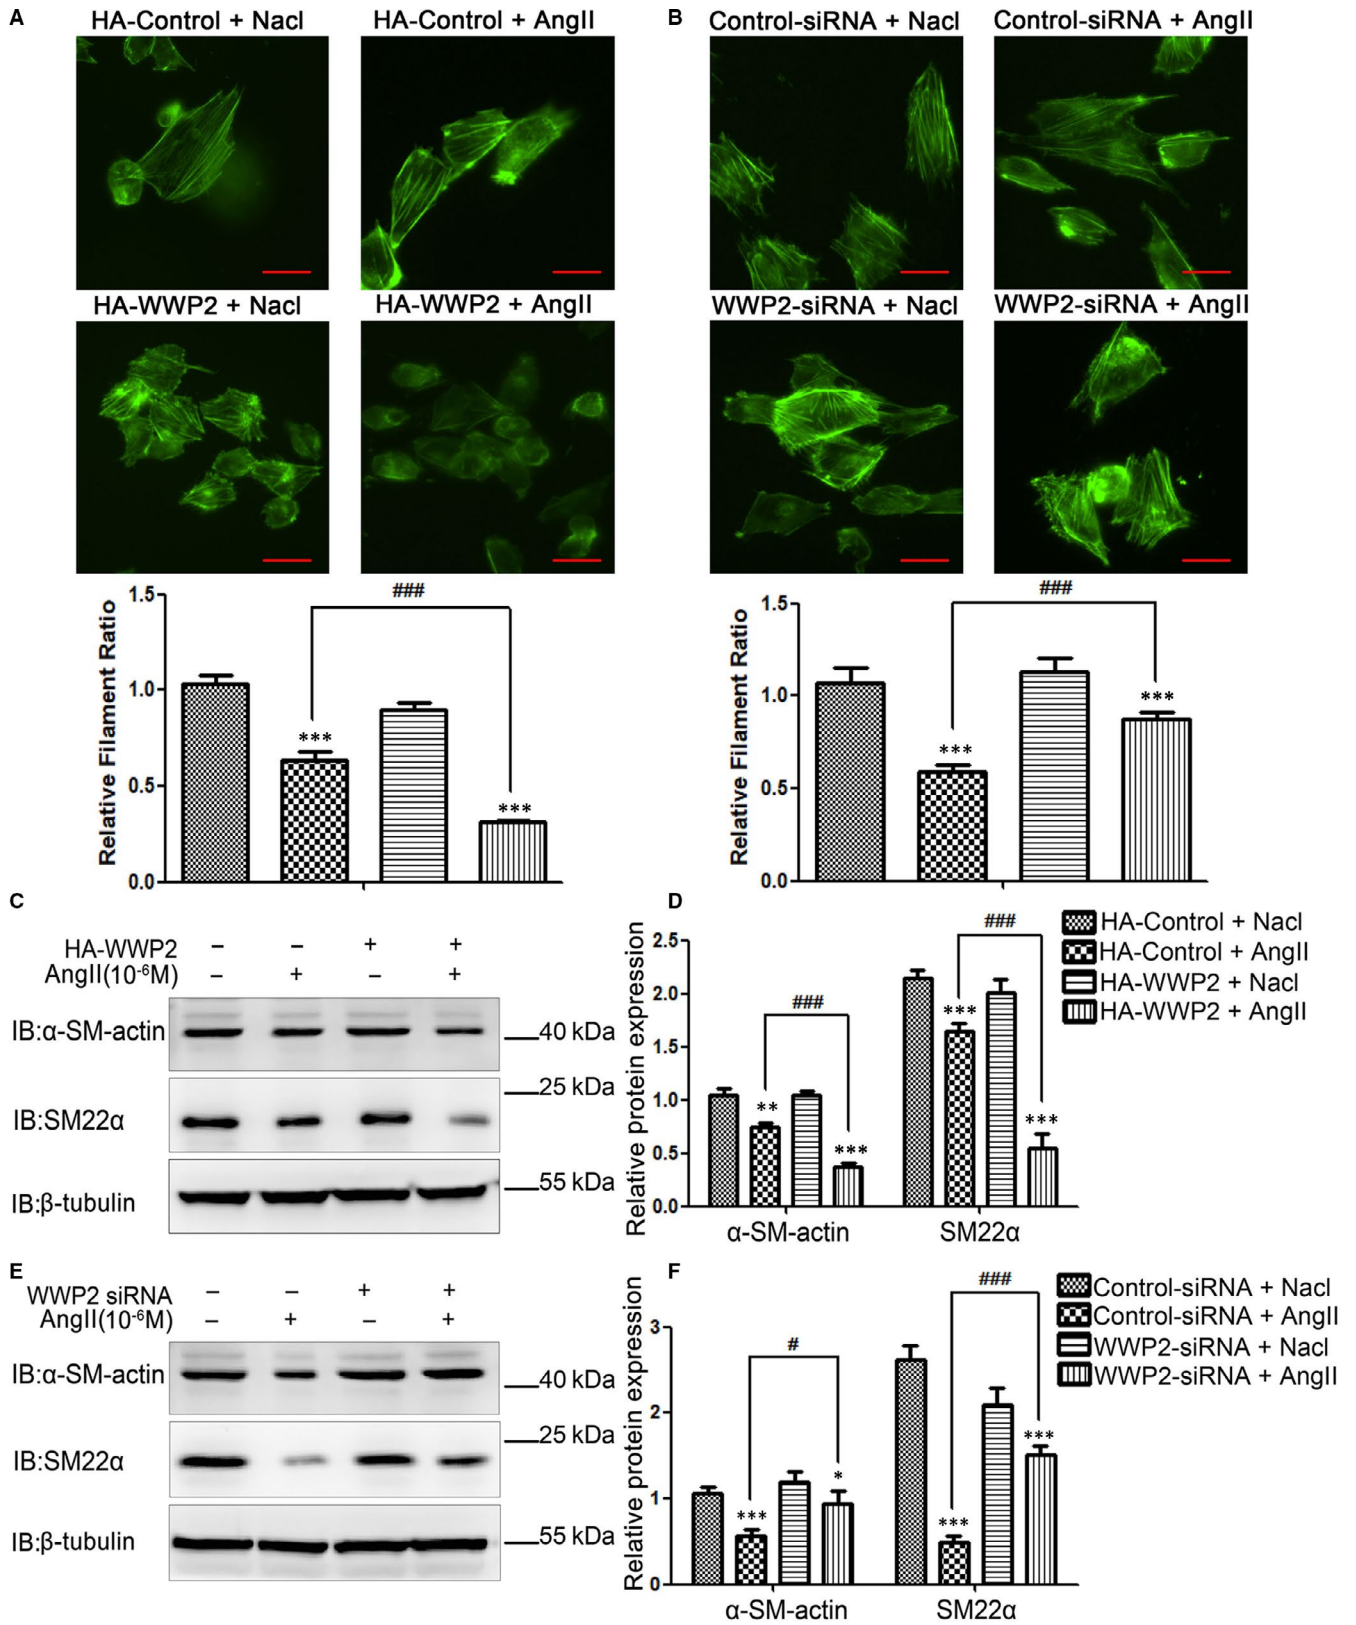 A
HA-Control + Nacl
HA-Control + AngII
HA-WWP2 + Nacl
HA-WWP2 + AngII
Relative Filament Ratio
1.5
1.0
0.5
0.0
###
***
***
B
Control-siRNA + Nacl
Control-siRNA + AngII
WWP2-siRNA + Nacl
WWP2-siRNA + AngII
Relative Filament Ratio
1.5
1.0
0.5
0.0
###
***
***
C
HA-WWP2 – – + +
AngII(10⁻⁶M) – + – +
IB:α-SM-actin
40 kDa
IB:SM22α
25 kDa
IB:β-tubulin
55 kDa
D
Relative protein expression
2.5
2.0
1.5
1.0
0.5
0.0
###
**
***
###
***
***
α-SM-actin
SM22α
HA-Control + Nacl
HA-Control + AngII
HA-WWP2 + Nacl
HA-WWP2 + AngII
E
WWP2 siRNA – – + +
AngII(10⁻⁶M) – + – +
IB:α-SM-actin
40 kDa
IB:SM22α
25 kDa
IB:β-tubulin
55 kDa
F
Relative protein expression
3
2
1
0
#
***
*
###
***
***
α-SM-actin
SM22α
Control-siRNA + Nacl
Control-siRNA + AngII
WWP2-siRNA + Nacl
WWP2-siRNA + AngII